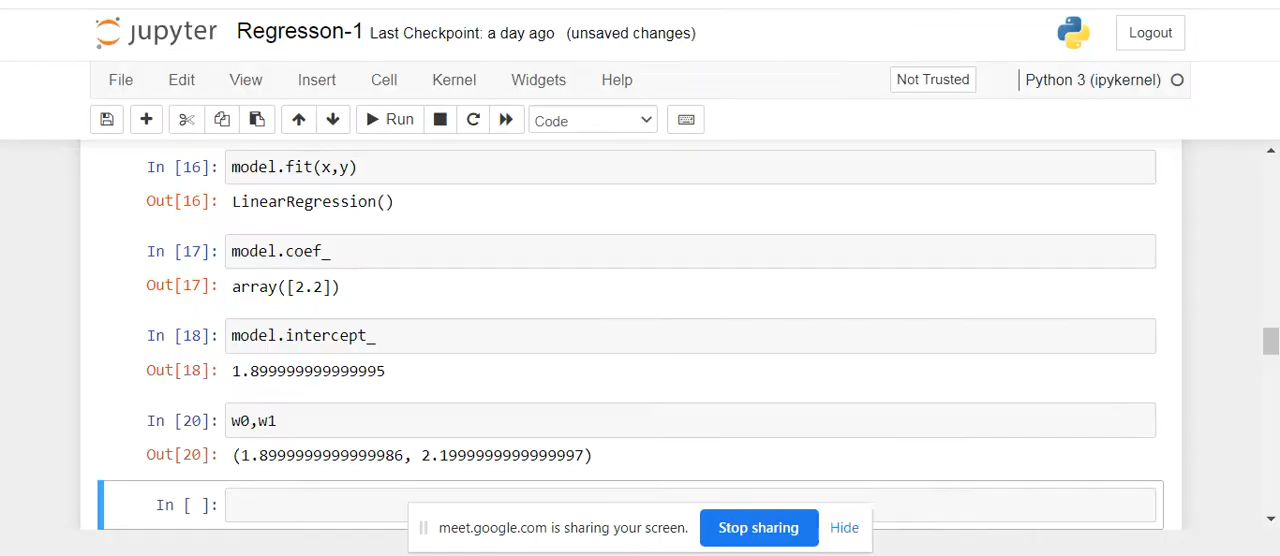 jupyter Regresson-1 Last Checkpoint: a day ago (unsaved changes) Logout
File Edit View Insert Cell Kernel Widgets Help Not Trusted Python 3 (ipykernel)
Run Code
In [16]: model.fit(x,y)
Out[16]: LinearRegression()
In [17]: model.coef_
Out[17]: array([2.2])
In [18]: model.intercept_
Out[18]: 1.899999999999995
In [20]: w0,w1
Out[20]: (1.8999999999999986, 2.1999999999999997)
In [ ]:
meet.google.com is sharing your screen. Stop sharing Hide